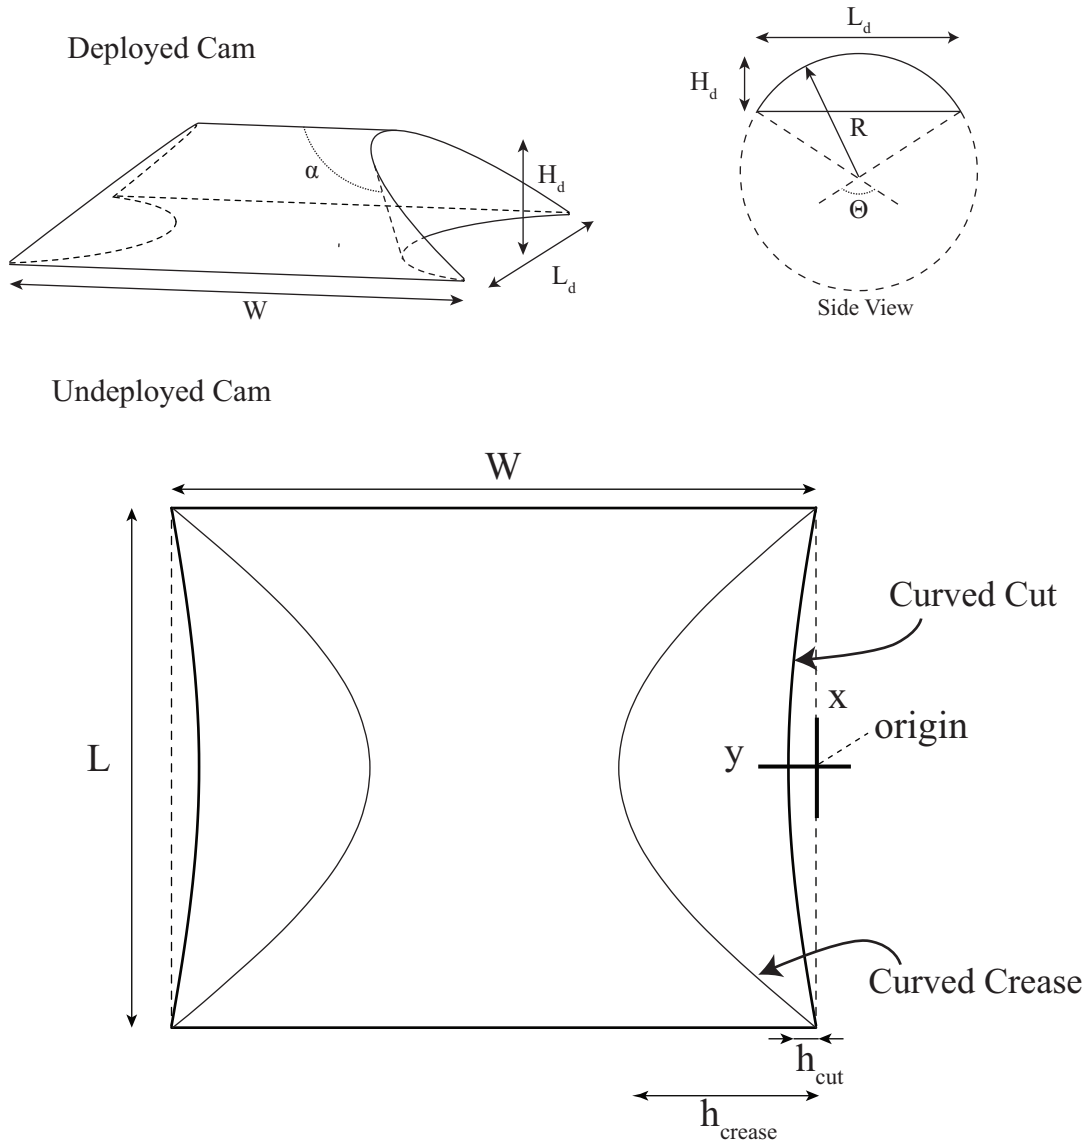 Deployed Cam
L_d
H_d
R
Θ
Side View
α
H_d
L_d
W
Undeployed Cam
W
Curved Cut
x
origin
y
L
Curved Crease
h_cut
h_crease